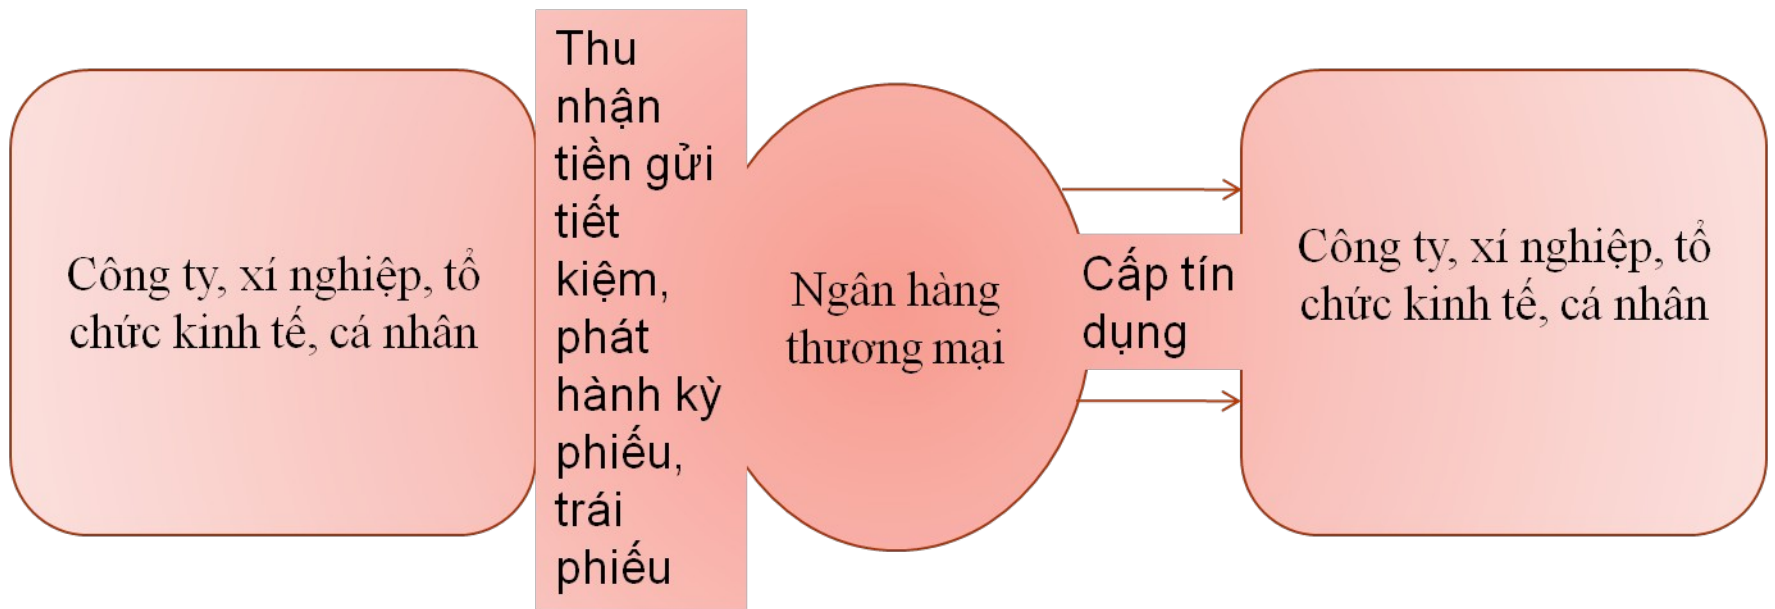 Công ty, xí nghiệp, tổ
chức kinh tế, cá nhân
Thu
nhận
tiền gửi
tiết
kiệm,
phát
hành kỳ
phiếu,
trái
phiếu
Ngân hàng
thương mại
Cấp tín
dụng
Công ty, xí nghiệp, tổ
chức kinh tế, cá nhân